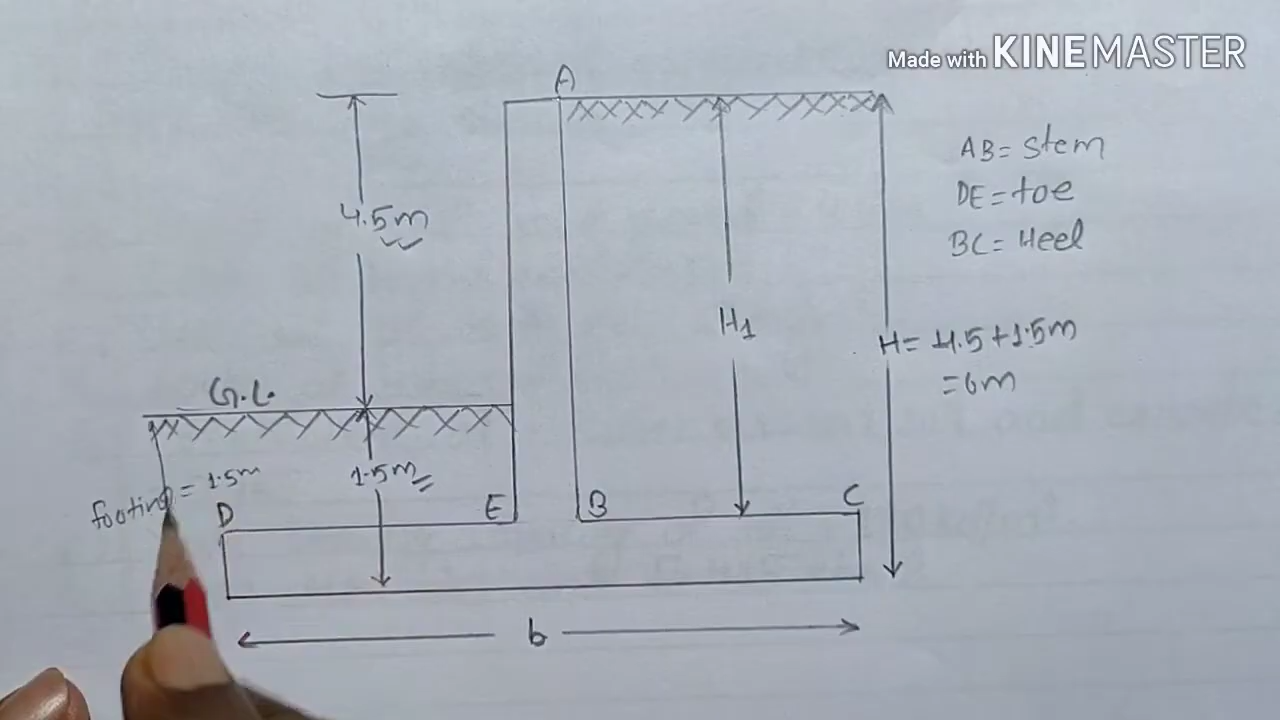 Made with KINEMASTER
A
AB = Stem
DE = toe
BC = Heel
4.5m
H1
H = 4.5+1.5m
= 6m
G.L.
footing = 1.5m
1.5m
D
E
B
C
b